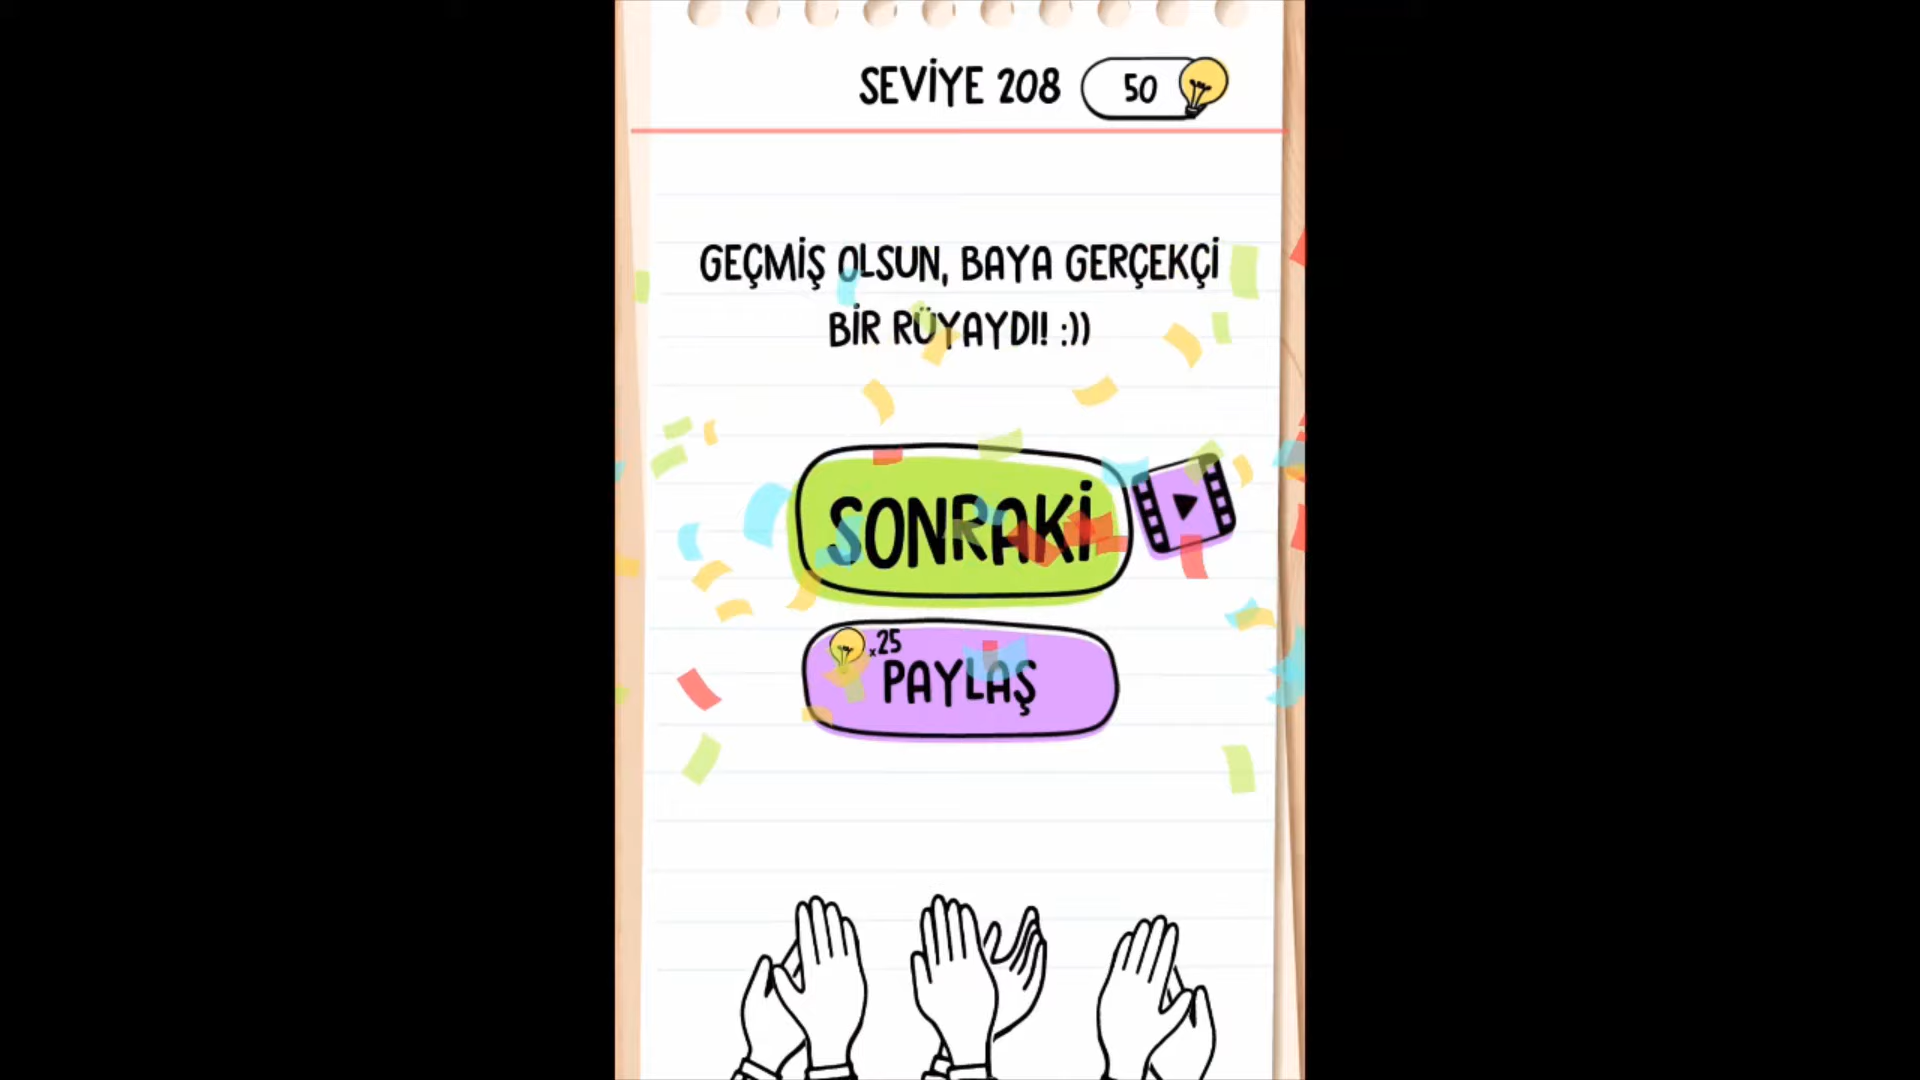 SEVİYE 208
50
GEÇMİŞ OLSUN, BAYA GERÇEKÇİ
BİR RÜYAYDI! :))
SONRAKİ
x25
PAYLAŞ